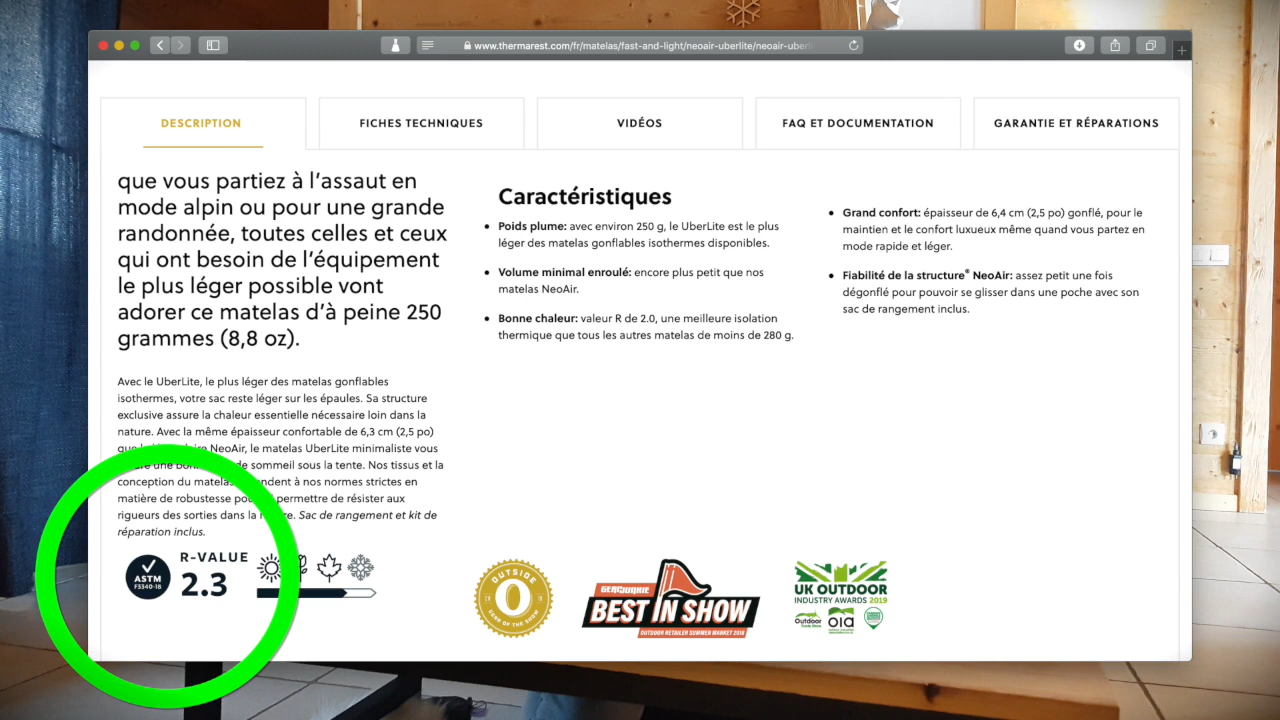 www.thermarest.com/fr/matelas/fast-and-light/neoair-uberlite/neoair-uberli
DESCRIPTION
FICHES TECHNIQUES
VIDÉOS
FAQ ET DOCUMENTATION
GARANTIE ET RÉPARATIONS
que vous partiez à l’assaut en
mode alpin ou pour une grande
randonnée, toutes celles et ceux
qui ont besoin de l’équipement
le plus léger possible vont
adorer ce matelas d’à peine 250
grammes (8,8 oz).
Avec le UberLite, le plus léger des matelas gonflables
isothermes, votre sac reste léger sur les épaules. Sa structure
exclusive assure la chaleur essentielle nécessaire loin dans la
nature. Avec la même épaisseur confortable de 6,3 cm (2,5 po)
NeoAir, le matelas UberLite minimaliste vous
une de sommeil sous la tente. Nos tissus et la
conception du matelas à nos normes strictes en
matière de robustesse permettre de résister aux
rigueurs des sorties dans la Sac de rangement et kit de
réparation inclus.
ASTM
F3340-18
R-VALUE
2.3
Caractéristiques
• Poids plume: avec environ 250 g, le UberLite est le plus
léger des matelas gonflables isothermes disponibles.
• Volume minimal enroulé: encore plus petit que nos
matelas NeoAir.
• Bonne chaleur: valeur R de 2.0, une meilleure isolation
thermique que tous les autres matelas de moins de 280 g.
• Grand confort: épaisseur de 6,4 cm (2,5 po) gonflé, pour le
maintien et le confort luxueux même quand vous partez en
mode rapide et léger.
• Fiabilité de la structure® NeoAir: assez petit une fois
dégonflé pour pouvoir se glisser dans une poche avec son
sac de rangement inclus.
OUTSIDE
O
GEAR OF THE SHOW
GEARJUNKIE
BEST IN SHOW
OUTDOOR RETAILER SUMMER MARKET 2018
UK OUTDOOR
INDUSTRY AWARDS 2019
Outdoor
Trade Show
oia